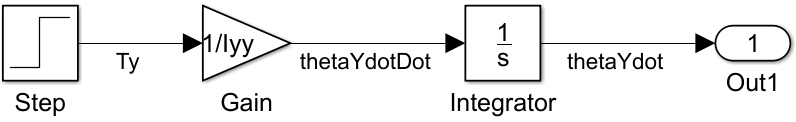 1/Iyy
1
s
1
Ty
thetaYdotDot
thetaYdot
Out1
Step
Gain
Integrator